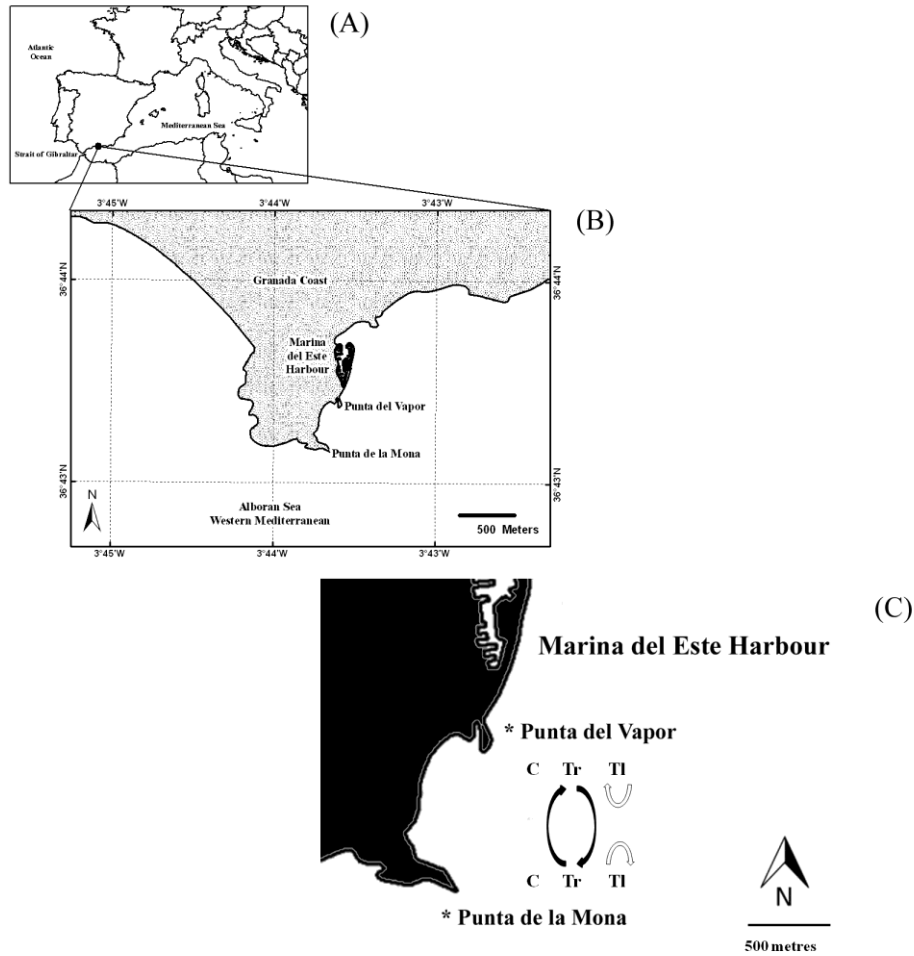 (A)
Atlantic
Ocean
Mediterranean Sea
Strait of Gibraltar
3°45'W 3°44'W 3°43'W
(B)
36°44'N
Granada Coast
36°44'N
Marina
del Este
Harbour
Punta del Vapor
Punta de la Mona
36°43'N
36°43'N
N
Alboran Sea
Western Mediterranean
500 Meters
3°45'W 3°44'W 3°43'W
(C)
Marina del Este Harbour
* Punta del Vapor
C Tr Tl
C Tr Tl
* Punta de la Mona
N
500 metres